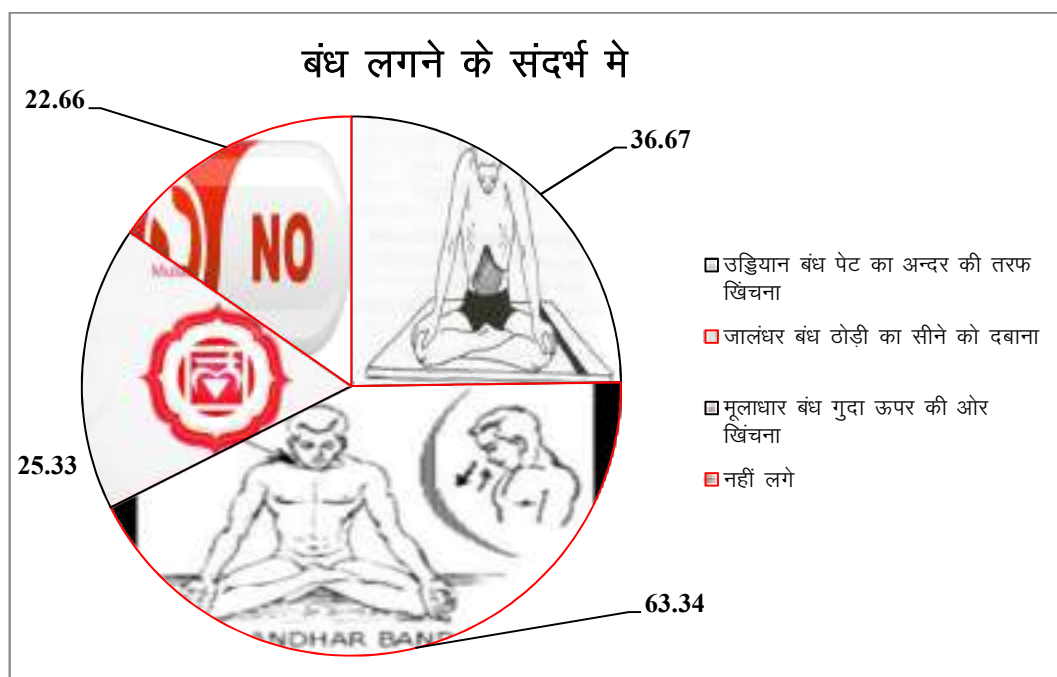 बंध लगने के संदर्भ मे
22.66
36.67
NO
उड्डियान बंध पेट का अन्दर की तरफ
खिंचना
जालंधर बंध ठोड़ी का सीने को दबाना
मूलाधार बंध गुदा ऊपर की ओर
खिंचना
नहीं लगे
25.33
63.34
ANDHAR BAND